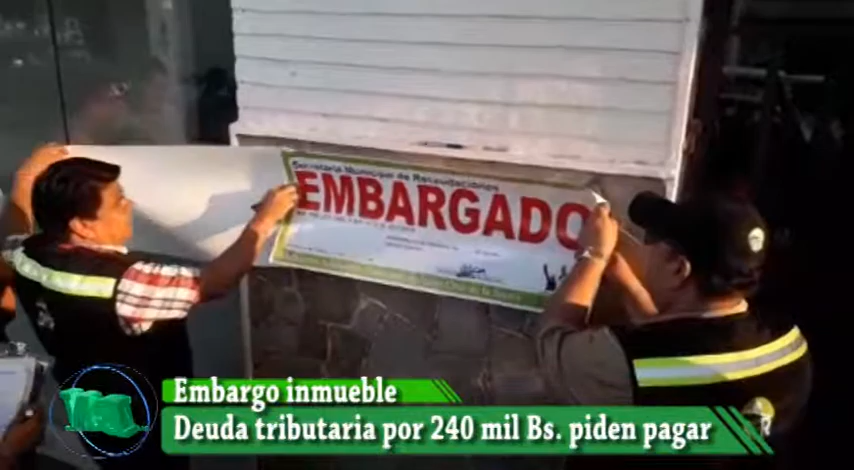 Secretaría Municipal de Recaudaciones
EMBARGADO
Embargo inmueble
Deuda tributaria por 240 mil Bs. piden pagar